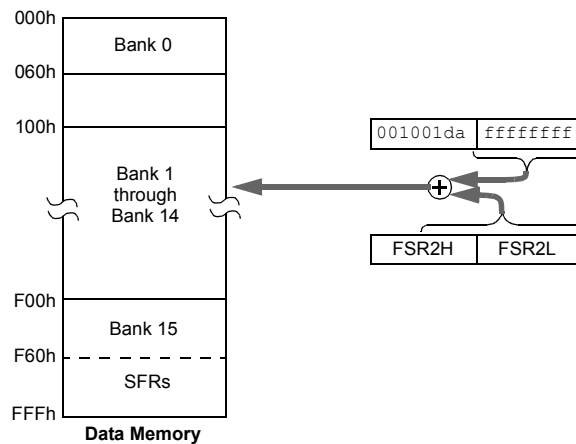 000h
Bank 0
060h
100h
001001da ffffffff
Bank 1
through
Bank 14
FSR2H FSR2L
F00h
Bank 15
F60h
SFRs
FFFh
Data Memory